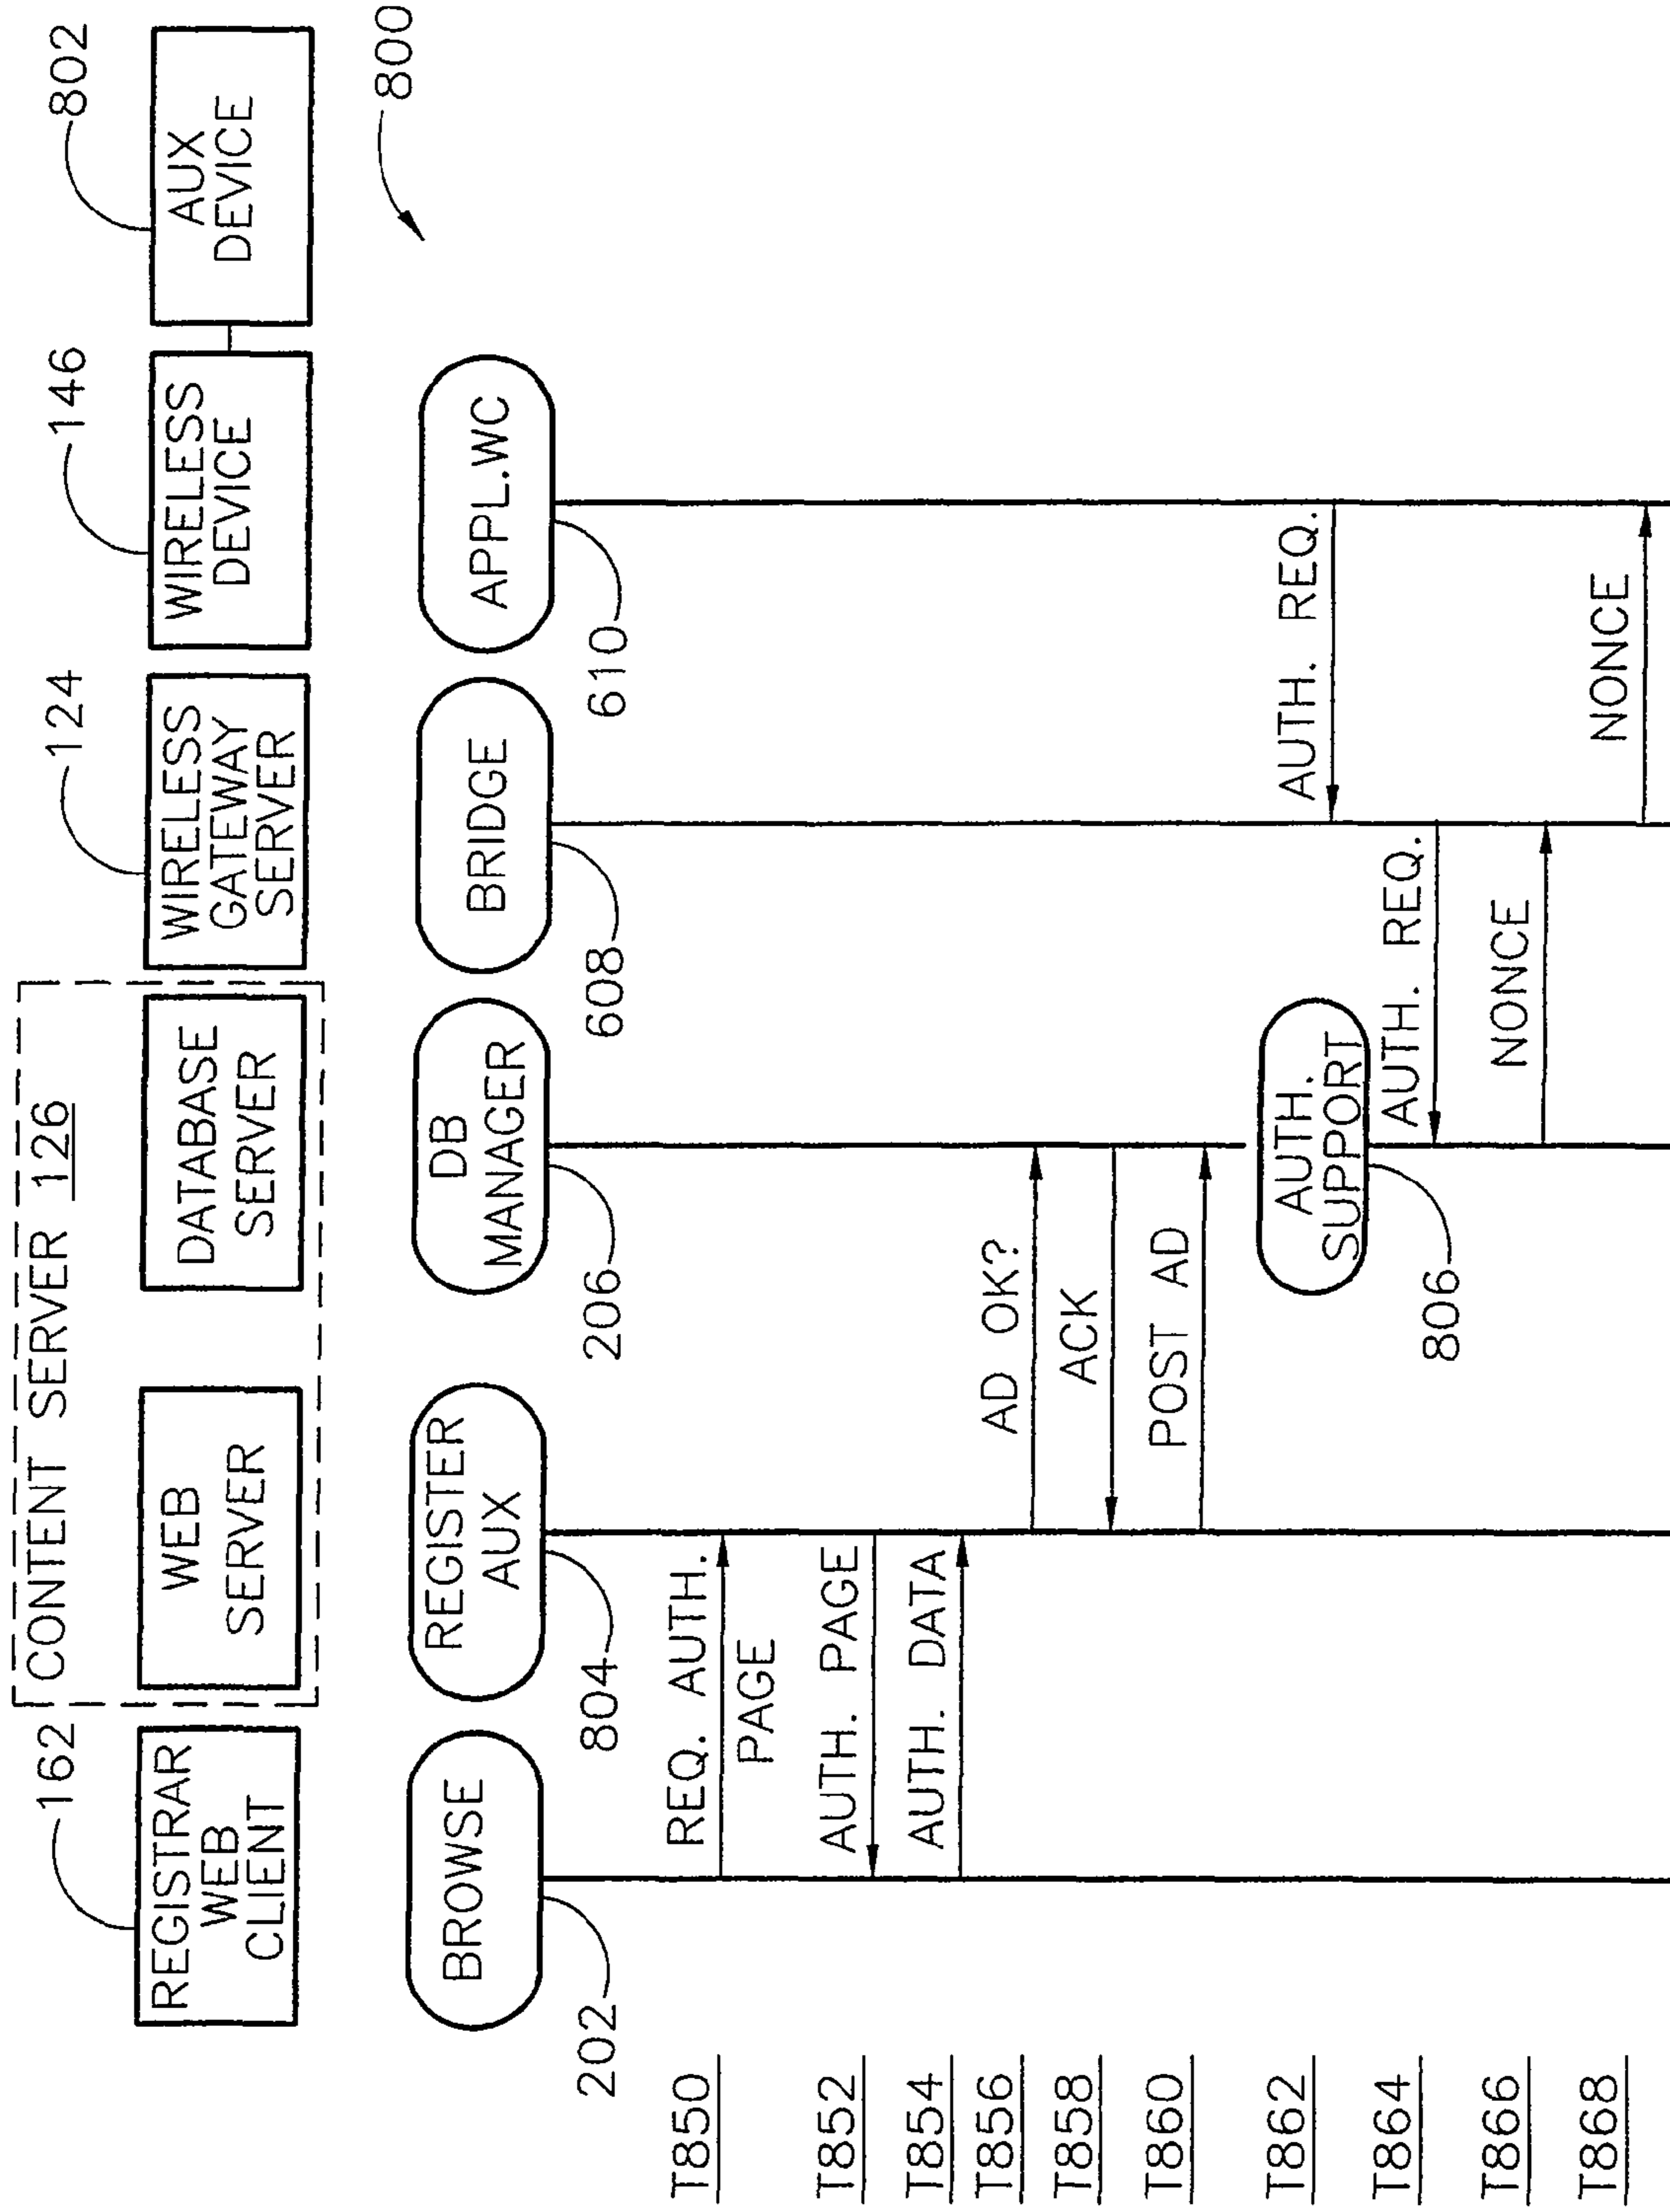 CONTENT SERVER 126
162
124
146
802
REGISTRAR
WEB
CLIENT
WEB
SERVER
DATABASE
SERVER
WIRELESS
GATEWAY
SERVER
WIRELESS
DEVICE
AUX
DEVICE
800
BROWSE
REGISTER
AUX
DB
MANAGER
BRIDGE
APPL.WC
202
804
206
608
610
T850
REQ. AUTH.
PAGE
T852
AUTH. PAGE
T854
AUTH. DATA
T856
AD OK?
T858
ACK
T860
POST AD
T862
AUTH.
SUPPORT
AUTH. REQ.
T864
806
AUTH. REQ.
T866
NONCE
T868
NONCE